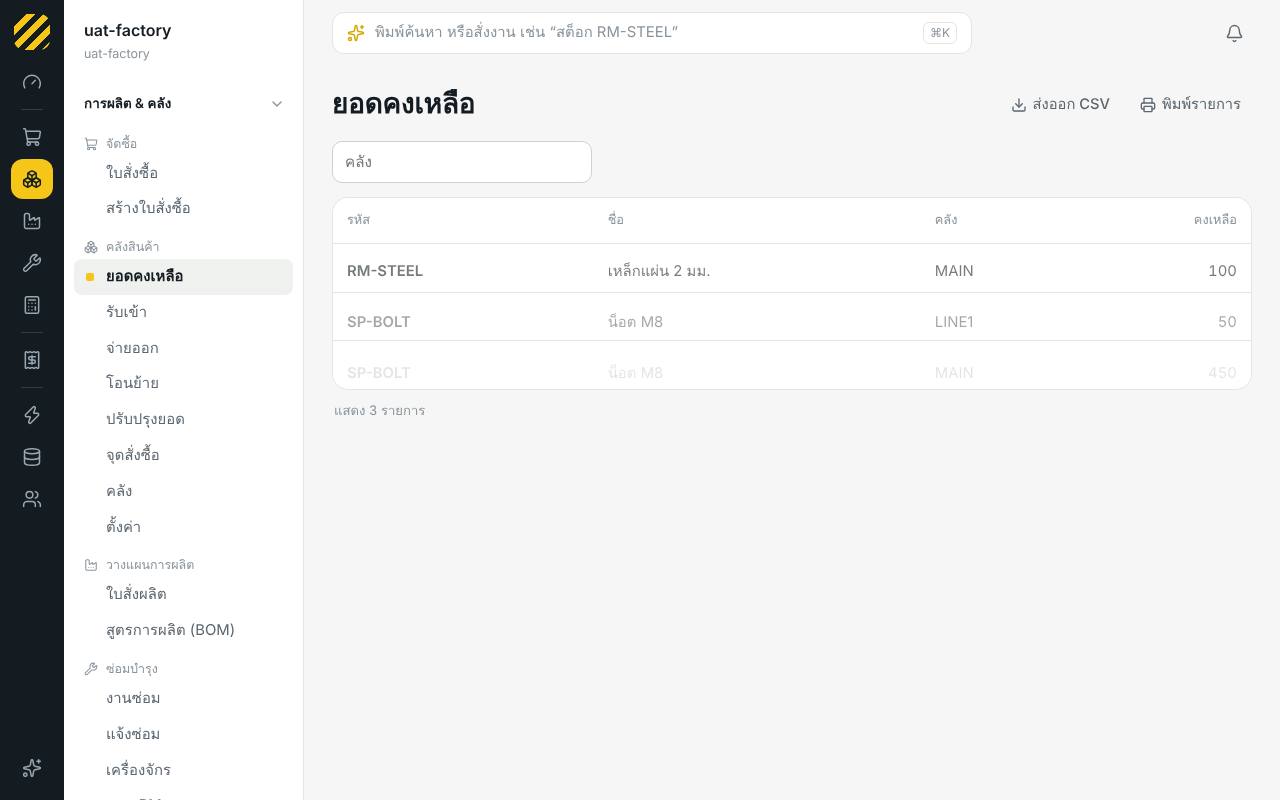 uat-factory
uat-factory
การผลิต & คลัง
จัดซื้อ
ใบสั่งซื้อ
สร้างใบสั่งซื้อ
คลังสินค้า
ยอดคงเหลือ
รับเข้า
จ่ายออก
โอนย้าย
ปรับปรุงยอด
จุดสั่งซื้อ
คลัง
ตั้งค่า
วางแผนการผลิต
ใบสั่งผลิต
สูตรการผลิต (BOM)
ซ่อมบำรุง
งานซ่อม
แจ้งซ่อม
เครื่องจักร
พิมพ์ค้นหา หรือสั่งงาน เช่น “สต็อก RM-STEEL” ⌘K
ยอดคงเหลือ
ส่งออก CSV พิมพ์รายการ
คลัง
รหัส ชื่อ คลัง คงเหลือ
RM-STEEL เหล็กแผ่น 2 มม. MAIN 100
SP-BOLT น็อต M8 LINE1 50
SP-BOLT น็อต M8 MAIN 450
แสดง 3 รายการ